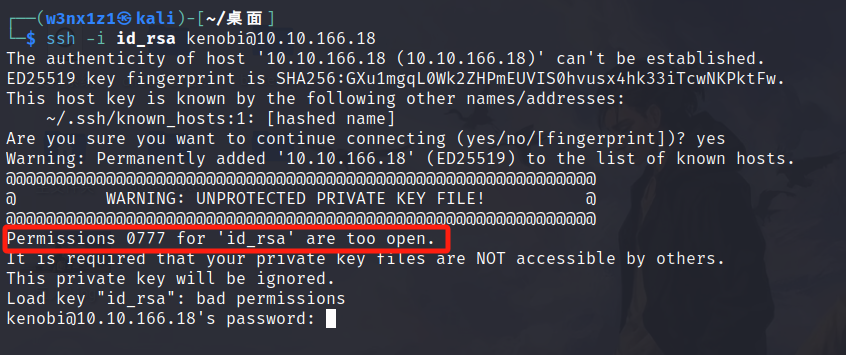 ┌──(w3nx1z1㉿kali)-[~/桌面]
└─$ ssh -i id_rsa kenobi@10.10.166.18
The authenticity of host '10.10.166.18 (10.10.166.18)' can't be established.
ED25519 key fingerprint is SHA256:GXu1mgqL0Wk2ZHPmEUVIS0hvusx4hk33iTcwNKPktFw.
This host key is known by the following other names/addresses:
    ~/.ssh/known_hosts:1: [hashed name]
Are you sure you want to continue connecting (yes/no/[fingerprint])? yes
Warning: Permanently added '10.10.166.18' (ED25519) to the list of known hosts.
@@@@@@@@@@@@@@@@@@@@@@@@@@@@@@@@@@@@@@@@@@@@@@@@@@@@@@@@@@@
@         WARNING: UNPROTECTED PRIVATE KEY FILE!          @
@@@@@@@@@@@@@@@@@@@@@@@@@@@@@@@@@@@@@@@@@@@@@@@@@@@@@@@@@@@
Permissions 0777 for 'id_rsa' are too open.
It is required that your private key files are NOT accessible by others.
This private key will be ignored.
Load key "id_rsa": bad permissions
kenobi@10.10.166.18's password: